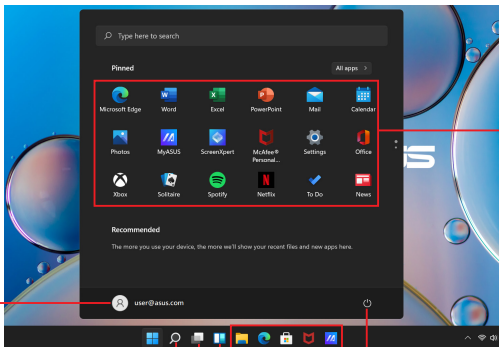 Type here to search
Pinned
All apps >
Microsoft Edge
Word
Excel
PowerPoint
Mail
Calendar
Photos
MyASUS
ScreenXpert
McAfee®
Personal...
Settings
Office
Xbox
Solitaire
Spotify
Netflix
To Do
News
Recommended
The more you use your device, the more we'll show your recent files and new apps here.
user@asus.com